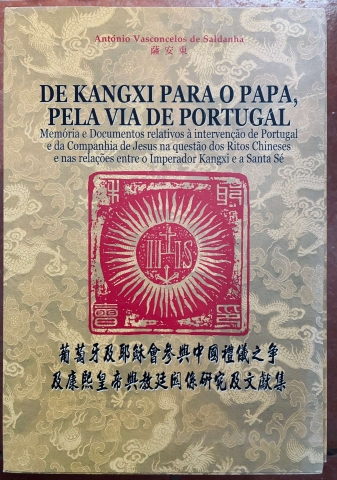 António Vasconcelos de Saldanha
薩安東
DE KANGXI PARA O PAPA,
PELA VIA DE PORTUGAL
Memória e Documentos relativos à intervenção de Portugal
e da Companhia de Jesus na questão dos Ritos Chineses
e nas relações entre o Imperador Kangxi e a Santa Sé
IHS
葡萄牙及耶穌會參與中國禮儀之爭
及康熙皇帝與教廷關係研究及文獻集